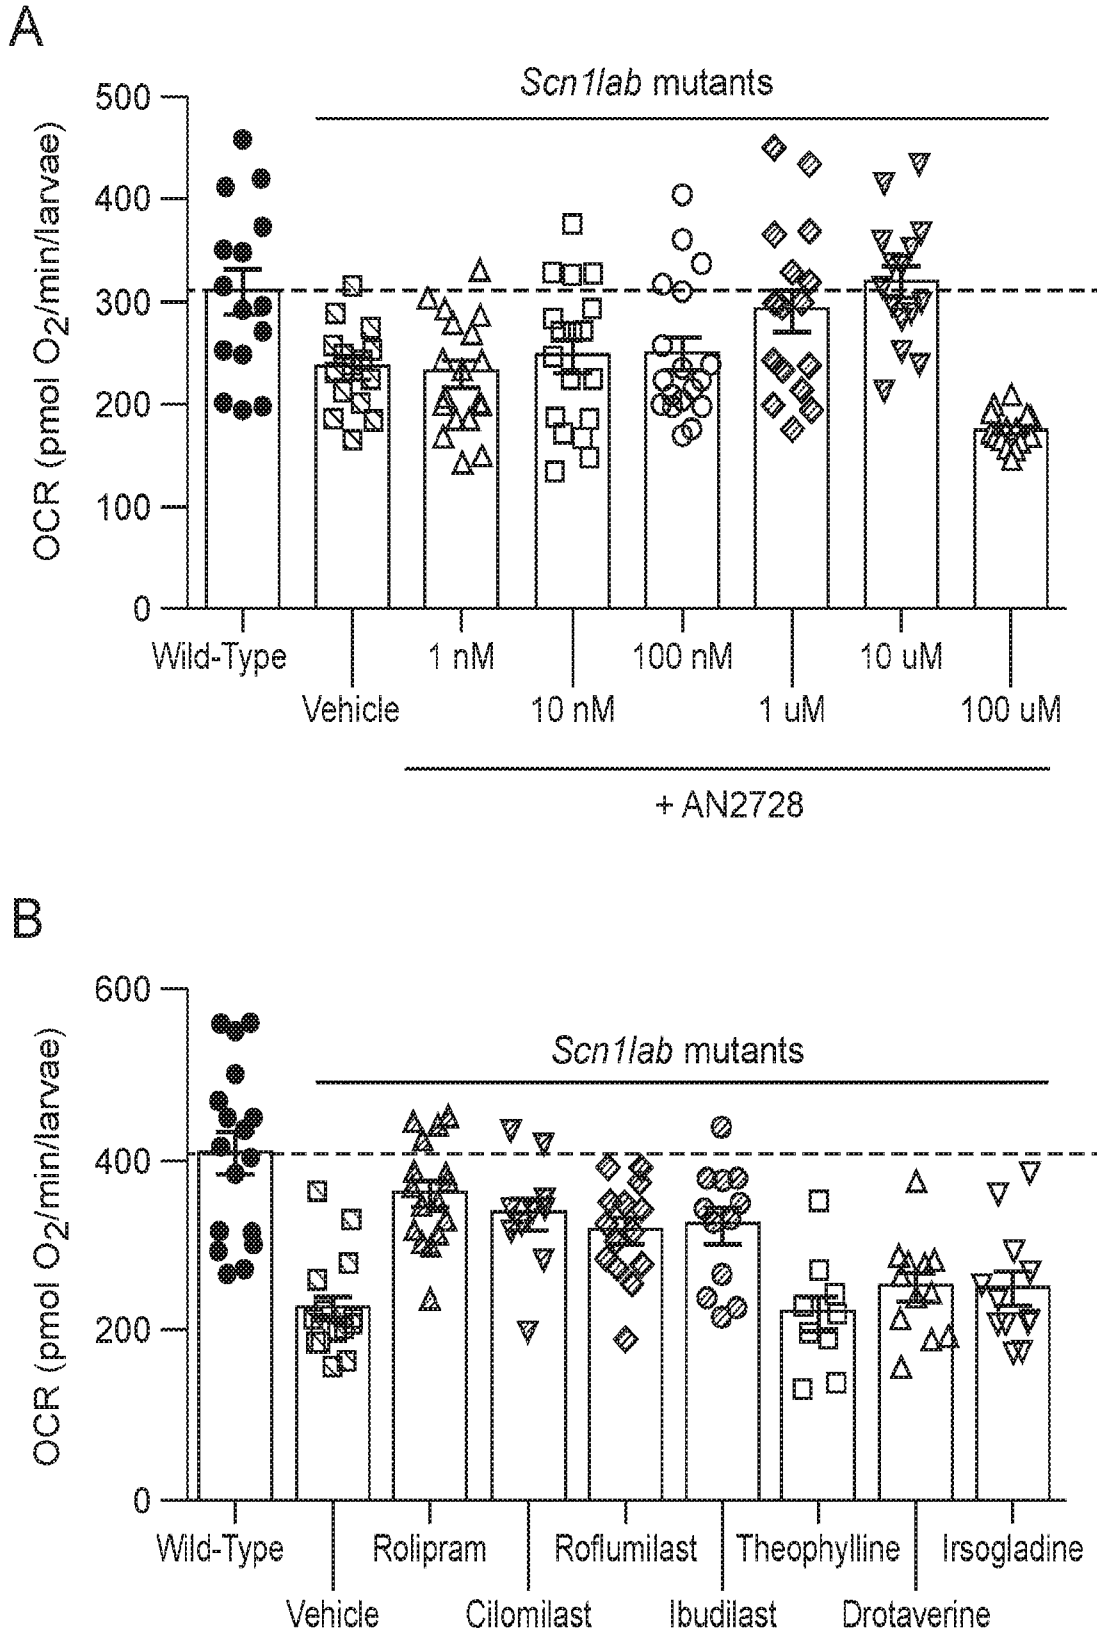 A
Scn1lab mutants
500
400
300
200
100
0
OCR (pmol O2/min/larvae)
Wild-Type 1 nM 100 nM 10 uM
Vehicle 10 nM 1 uM 100 uM
+ AN2728
B
Scn1lab mutants
600
400
200
0
OCR (pmol O2/min/larvae)
Wild-Type Rolipram Roflumilast Theophylline Irsogladine
Vehicle Cilomilast Ibudilast Drotaverine